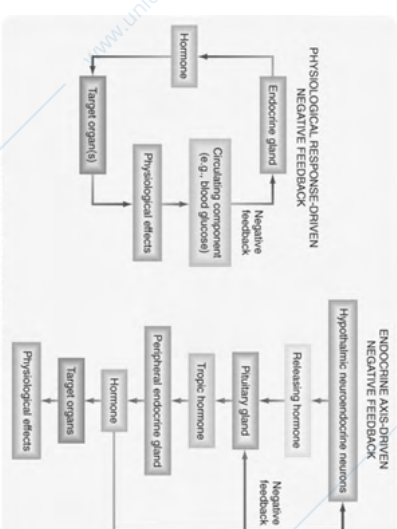 PHYSIOLOGICAL RESPONSE-DRIVEN
NEGATIVE FEEDBACK
Endocrine gland
Hormone
Negative
feedback
Circulating component
(e.g., blood glucose)
Target organ(s)
Physiological effects
ENDOCRINE AXIS-DRIVEN
NEGATIVE FEEDBACK
Hypothalmic neuroendocrine neurons
Releasing hormone
Negative
feedback
Pituitary gland
Tropic hormone
Peripheral endocrine gland
Hormone
Target organs
Physiological effects